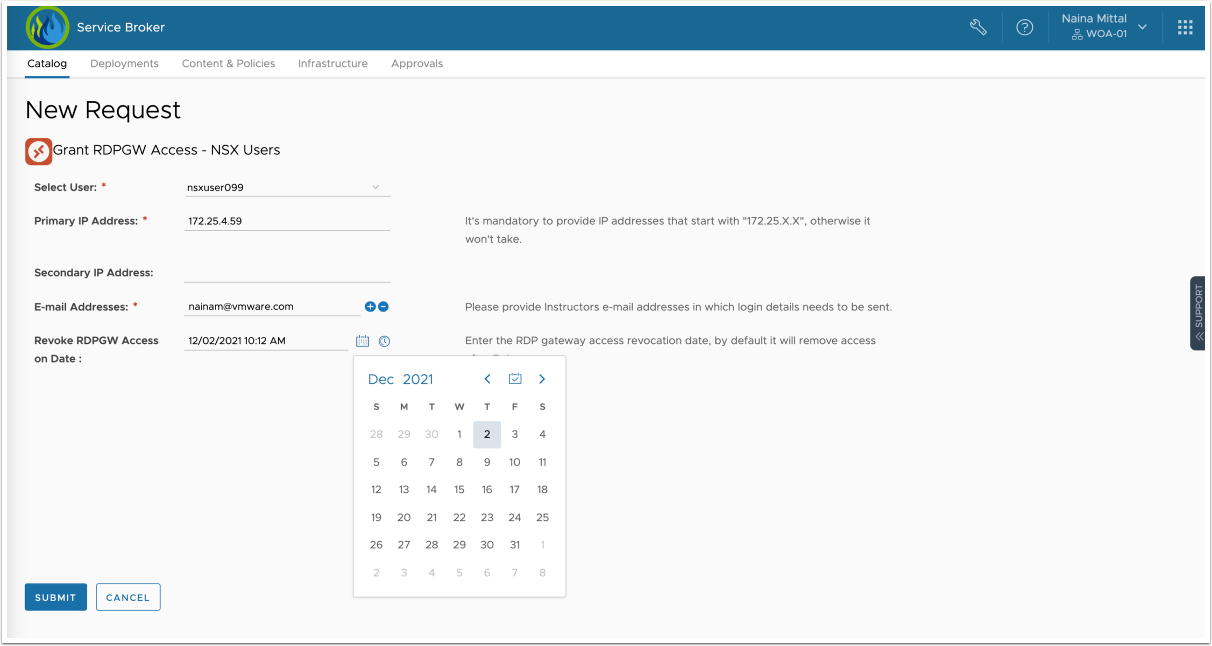 Service Broker
Naina Mittal
WOA-01
Catalog Deployments Content & Policies Infrastructure Approvals
New Request
Grant RDPGW Access - NSX Users
Select User: * nsxuser099
Primary IP Address: * 172.25.4.59 It's mandatory to provide IP addresses that start with "172.25.X.X", otherwise it
won't take.
Secondary IP Address:
E-mail Addresses: * nainam@vmware.com Please provide Instructors e-mail addresses in which login details needs to be sent.
Revoke RDPGW Access 12/02/2021 10:12 AM Enter the RDP gateway access revocation date, by default it will remove access
on Date :
Dec 2021
S M T W T F S
28 29 30 1 2 3 4
5 6 7 8 9 10 11
12 13 14 15 16 17 18
19 20 21 22 23 24 25
26 27 28 29 30 31 1
2 3 4 5 6 7 8
SUBMIT CANCEL
SUPPORT